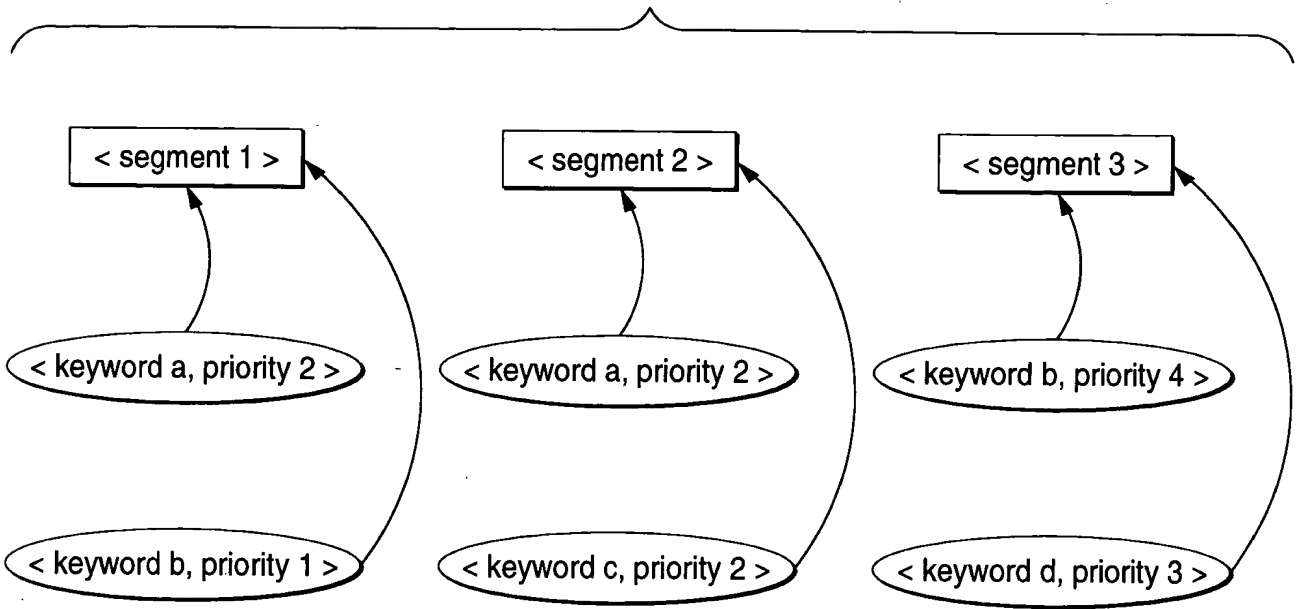 < segment 1 >
< segment 2 >
< segment 3 >
< keyword a, priority 2 >
< keyword a, priority 2 >
< keyword b, priority 4 >
< keyword b, priority 1 >
< keyword c, priority 2 >
< keyword d, priority 3 >